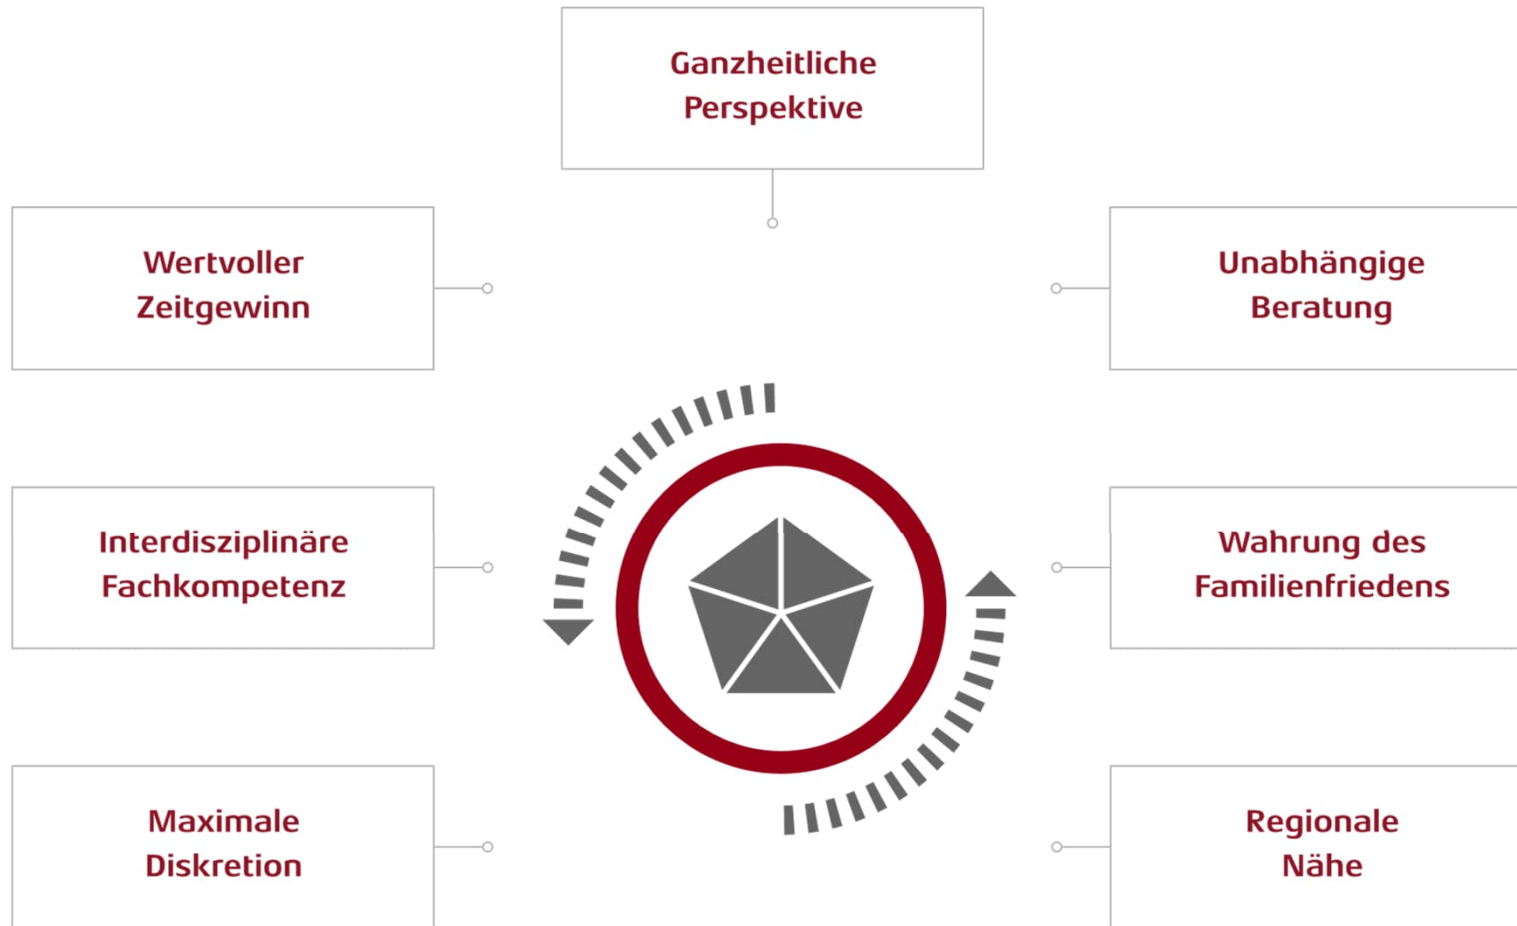 Ganzheitliche
Perspektive
Wertvoller
Zeitgewinn
Unabhängige
Beratung
Interdisziplinäre
Fachkompetenz
Wahrung des
Familienfriedens
Maximale
Diskretion
Regionale
Nähe